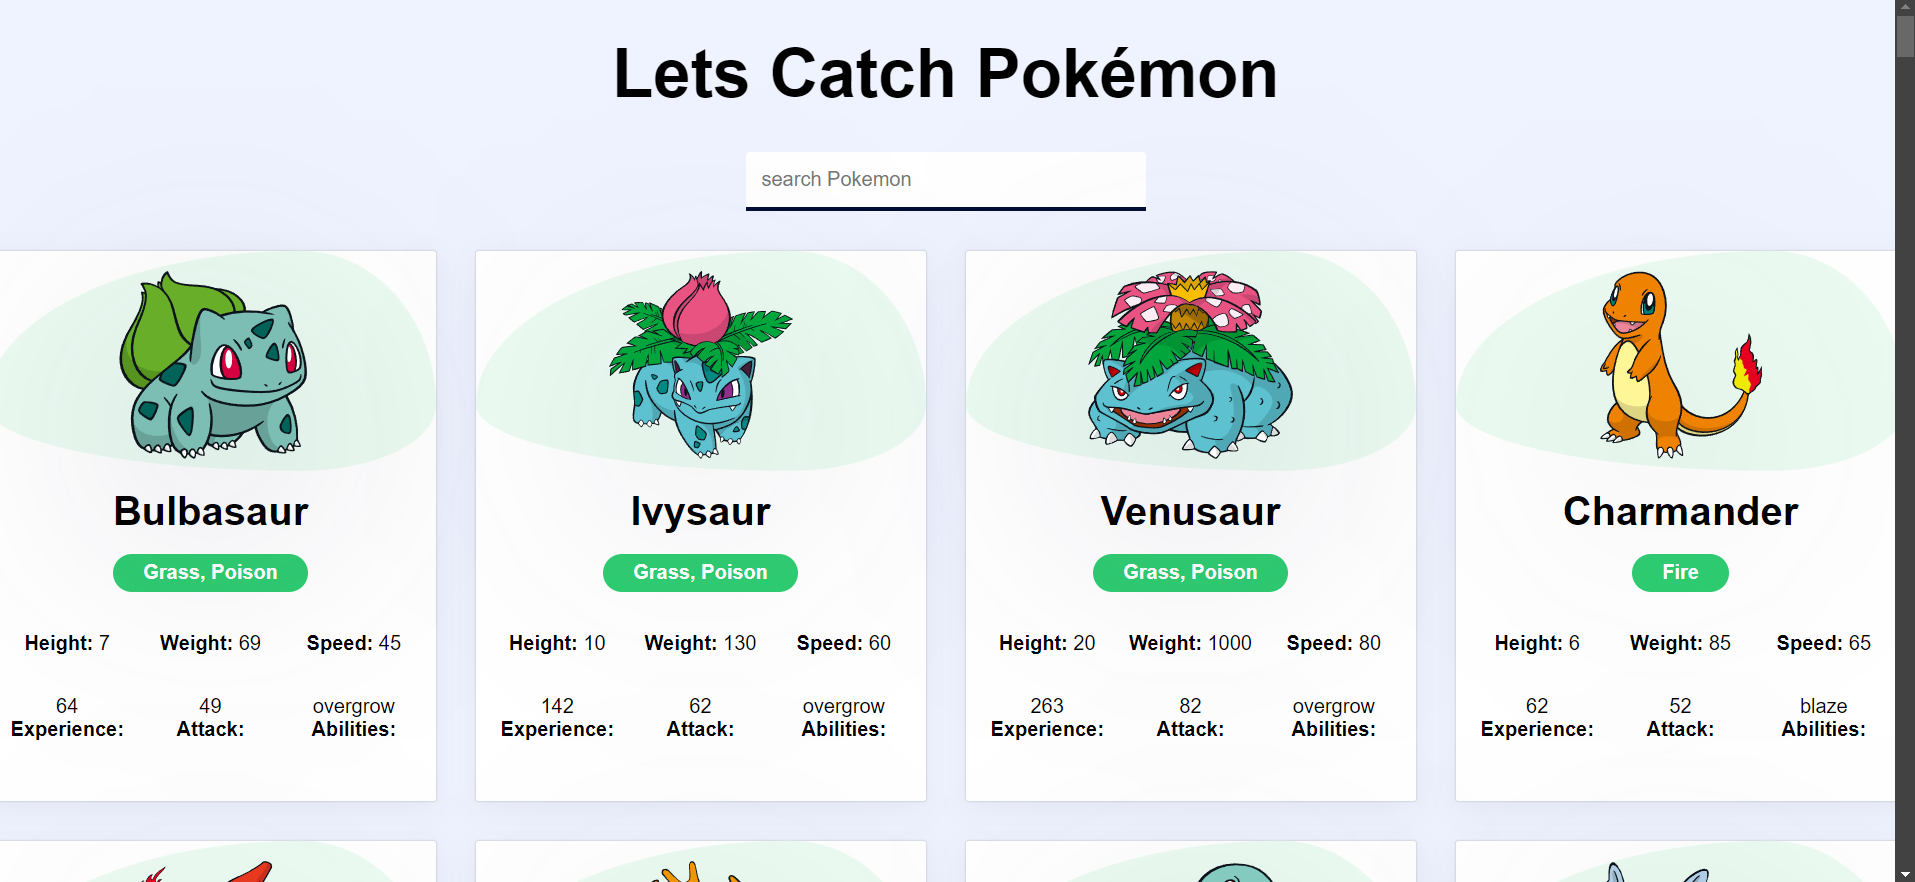 Lets Catch Pokémon
search Pokemon
Bulbasaur
Grass, Poison
Height: 7 Weight: 69 Speed: 45
64 49 overgrow
Experience: Attack: Abilities:
Ivysaur
Grass, Poison
Height: 10 Weight: 130 Speed: 60
142 62 overgrow
Experience: Attack: Abilities:
Venusaur
Grass, Poison
Height: 20 Weight: 1000 Speed: 80
263 82 overgrow
Experience: Attack: Abilities:
Charmander
Fire
Height: 6 Weight: 85 Speed: 65
62 52 blaze
Experience: Attack: Abilities: